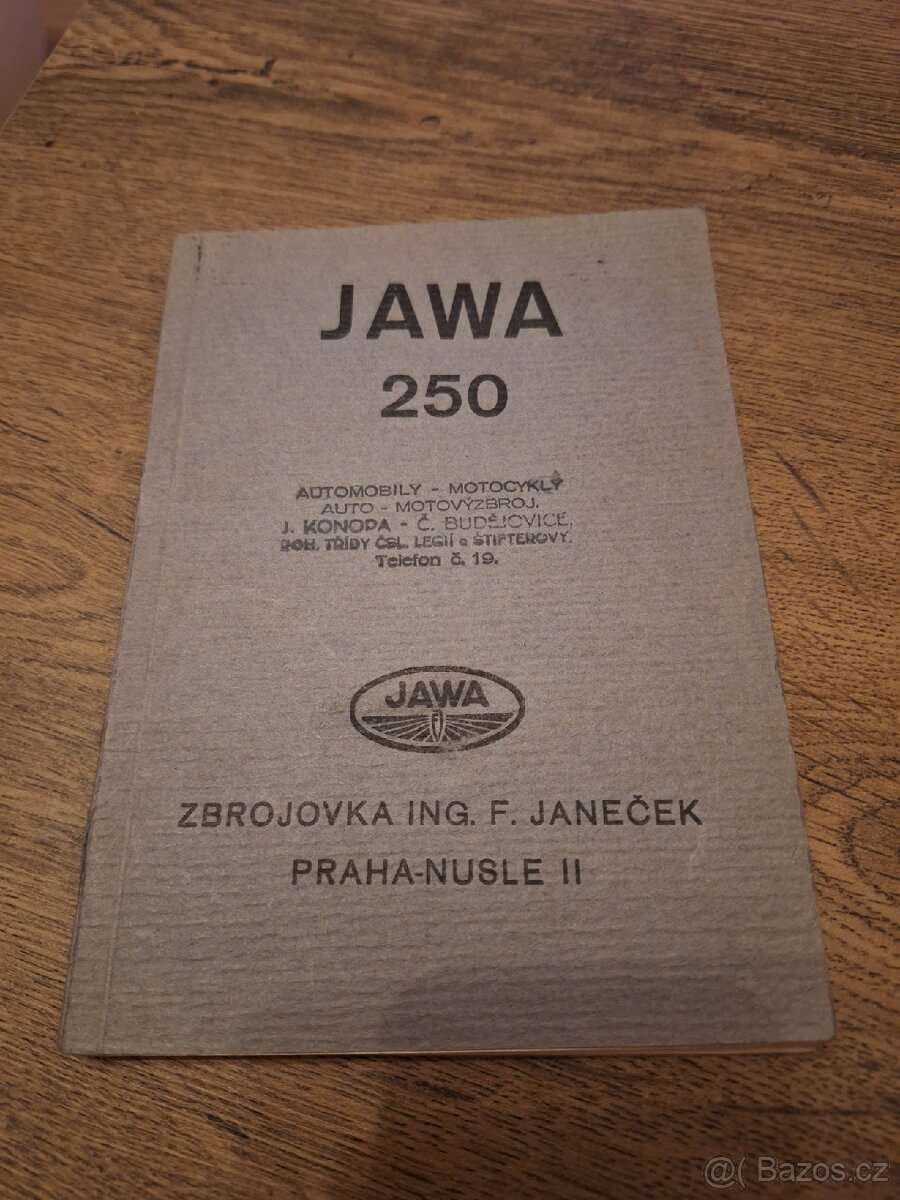 JAWA
250
AUTOMOBILY - MOTOCYKLY
AUTO - MOTOVÝZBROJ.
J. KONOPA - Č. BUDĚJOVICE,
ROH. TŘÍDY ČSL. LEGIÍ a ŠTIFTEROVY.
Telefon č. 19.
JAWA
ZBROJOVKA ING. F. JANEČEK
PRAHA-NUSLE II
@( Bazos.cz